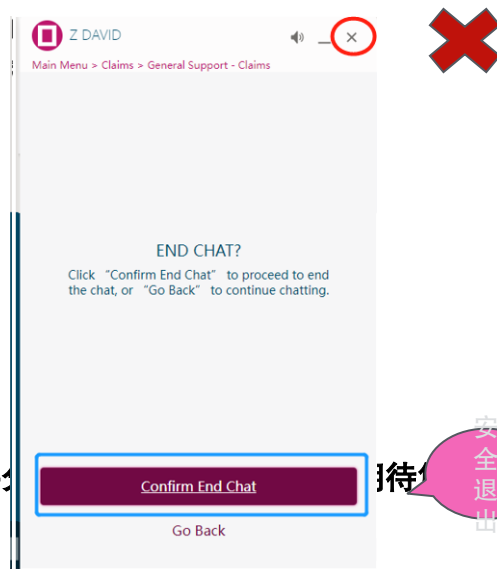 Z DAVID
Main Menu > Claims > General Support - Claims
END CHAT?
Click “Confirm End Chat” to proceed to end
the chat, or “Go Back” to continue chatting.
Confirm End Chat
待
Go Back
安
全
退
出